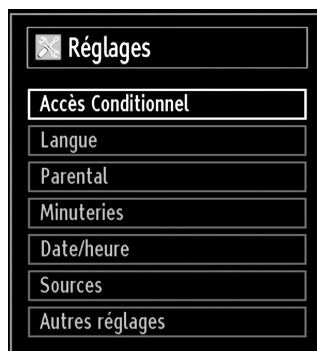 Réglages
Accès Conditionnel
Langue
Parental
Minuteries
Date/heure
Sources
Autres réglages